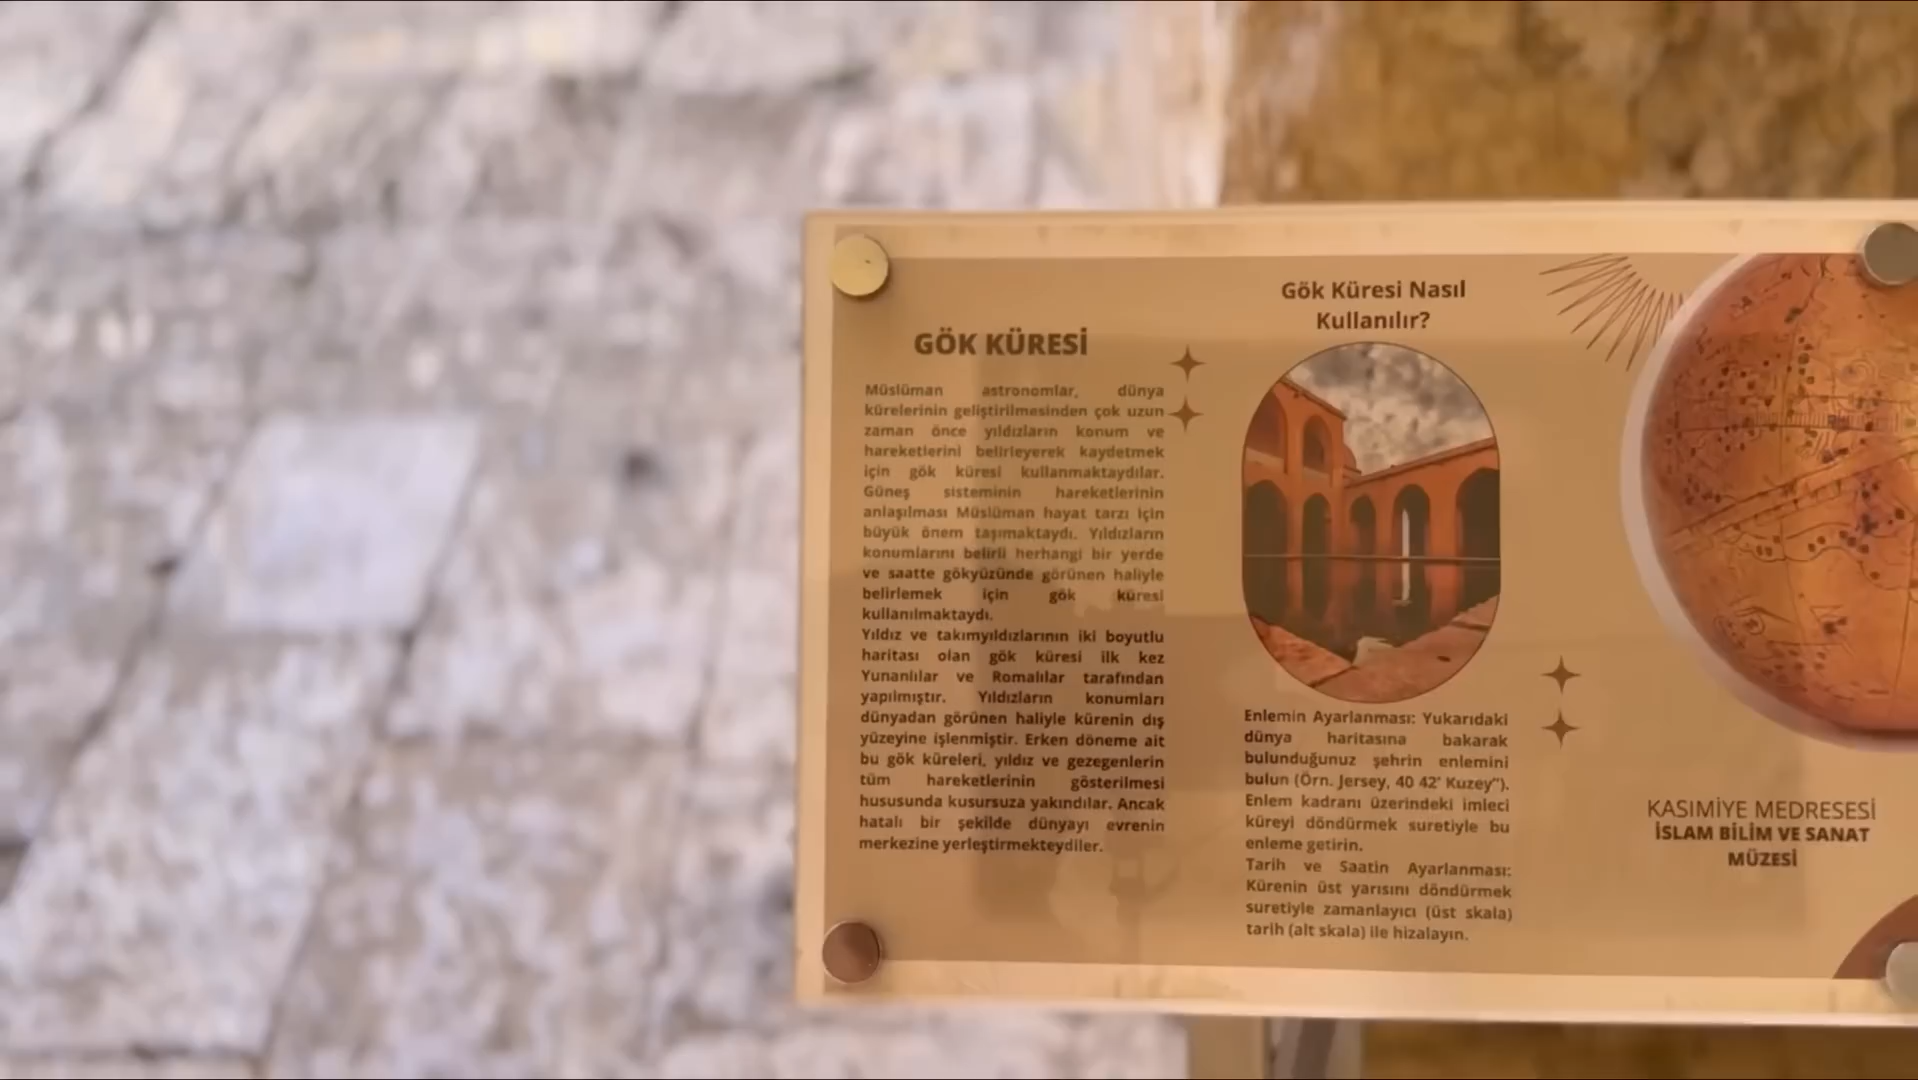 GÖK KÜRESİ
Müslüman astronomlar, dünya
kürelerinin geliştirilmesinden çok uzun
zaman önce yıldızların konum ve
hareketlerini belirleyerek kaydetmek
için gök küresi kullanmaktaydılar.
Güneş sisteminin hareketlerinin
anlaşılması Müslüman hayat tarzı için
büyük önem taşımaktaydı. Yıldızların
konumlarını belirli herhangi bir yerde
ve saatte gökyüzünde görünen haliyle
belirlemek için gök küresi
kullanılmaktaydı.
Yıldız ve takımyıldızlarının iki boyutlu
haritası olan gök küresi ilk kez
Yunanlılar ve Romalılar tarafından
yapılmıştır. Yıldızların konumları
dünyadan görünen haliyle kürenin dış
yüzeyine işlenmiştir. Erken döneme ait
bu gök küreleri, yıldız ve gezegenlerin
tüm hareketlerinin gösterilmesi
hususunda kusursuza yakındılar. Ancak
hatalı bir şekilde dünyayı evrenin
merkezine yerleştirmekteydiler.
Gök Küresi Nasıl
Kullanılır?
Enlemin Ayarlanması: Yukarıdaki
dünya haritasına bakarak
bulunduğunuz şehrin enlemini
bulun (Örn. Jersey, 40 42' Kuzey").
Enlem kadranı üzerindeki imleci
küreyi döndürmek suretiyle bu
enleme getirin.
Tarih ve Saatin Ayarlanması:
Kürenin üst yarısını döndürmek
suretiyle zamanlayıcı (üst skala)
tarih (alt skala) ile hizalayın.
KASIMİYE MEDRESESİ
İSLAM BİLİM VE SANAT
MÜZESİ